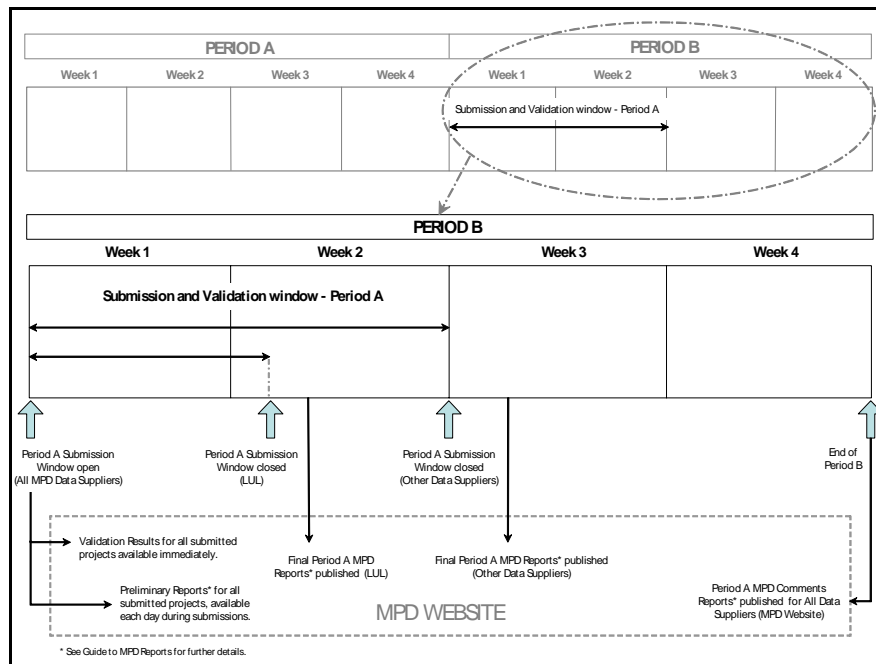 PERIOD A
PERIOD B
Week 1
Week 2
Week 3
Week 4
Week 1
Week 2
Week 3
Week 4
Submission and Validation window - Period A
PERIOD B
Week 1
Week 2
Week 3
Week 4
Submission and Validation window - Period A
Period A Submission
Window open
(All MPD Data Suppliers)
Period A Submission
Window closed
(LUL)
Period A Submission
Window closed
(Other Data Suppliers)
End of
Period B
Validation Results for all submitted
projects available immediately.
Final Period A MPD
Reports* published (LUL)
Final Period A MPD Reports* published
(Other Data Suppliers)
Preliminary Reports* for all
submitted projects, available
each day during submissions.
Period A MPD Comments
Reports* published for All Data
Suppliers (MPD Website)
MPD WEBSITE
* See Guide to MPD Reports for further details.